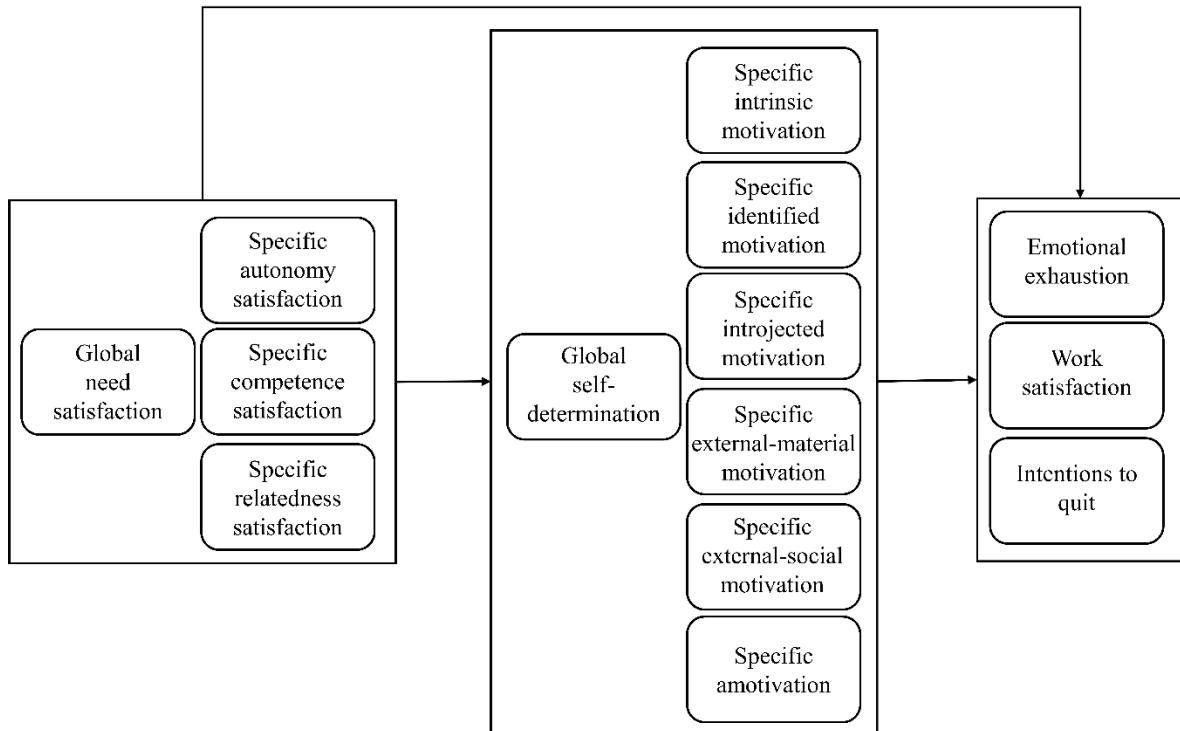 Global
need
satisfaction
Specific
autonomy
satisfaction
Specific
competence
satisfaction
Specific
relatedness
satisfaction
Global
self-
determination
Specific
intrinsic
motivation
Specific
identified
motivation
Specific
introjected
motivation
Specific
external-material
motivation
Specific
external-social
motivation
Specific
amotivation
Emotional
exhaustion
Work
satisfaction
Intentions to
quit